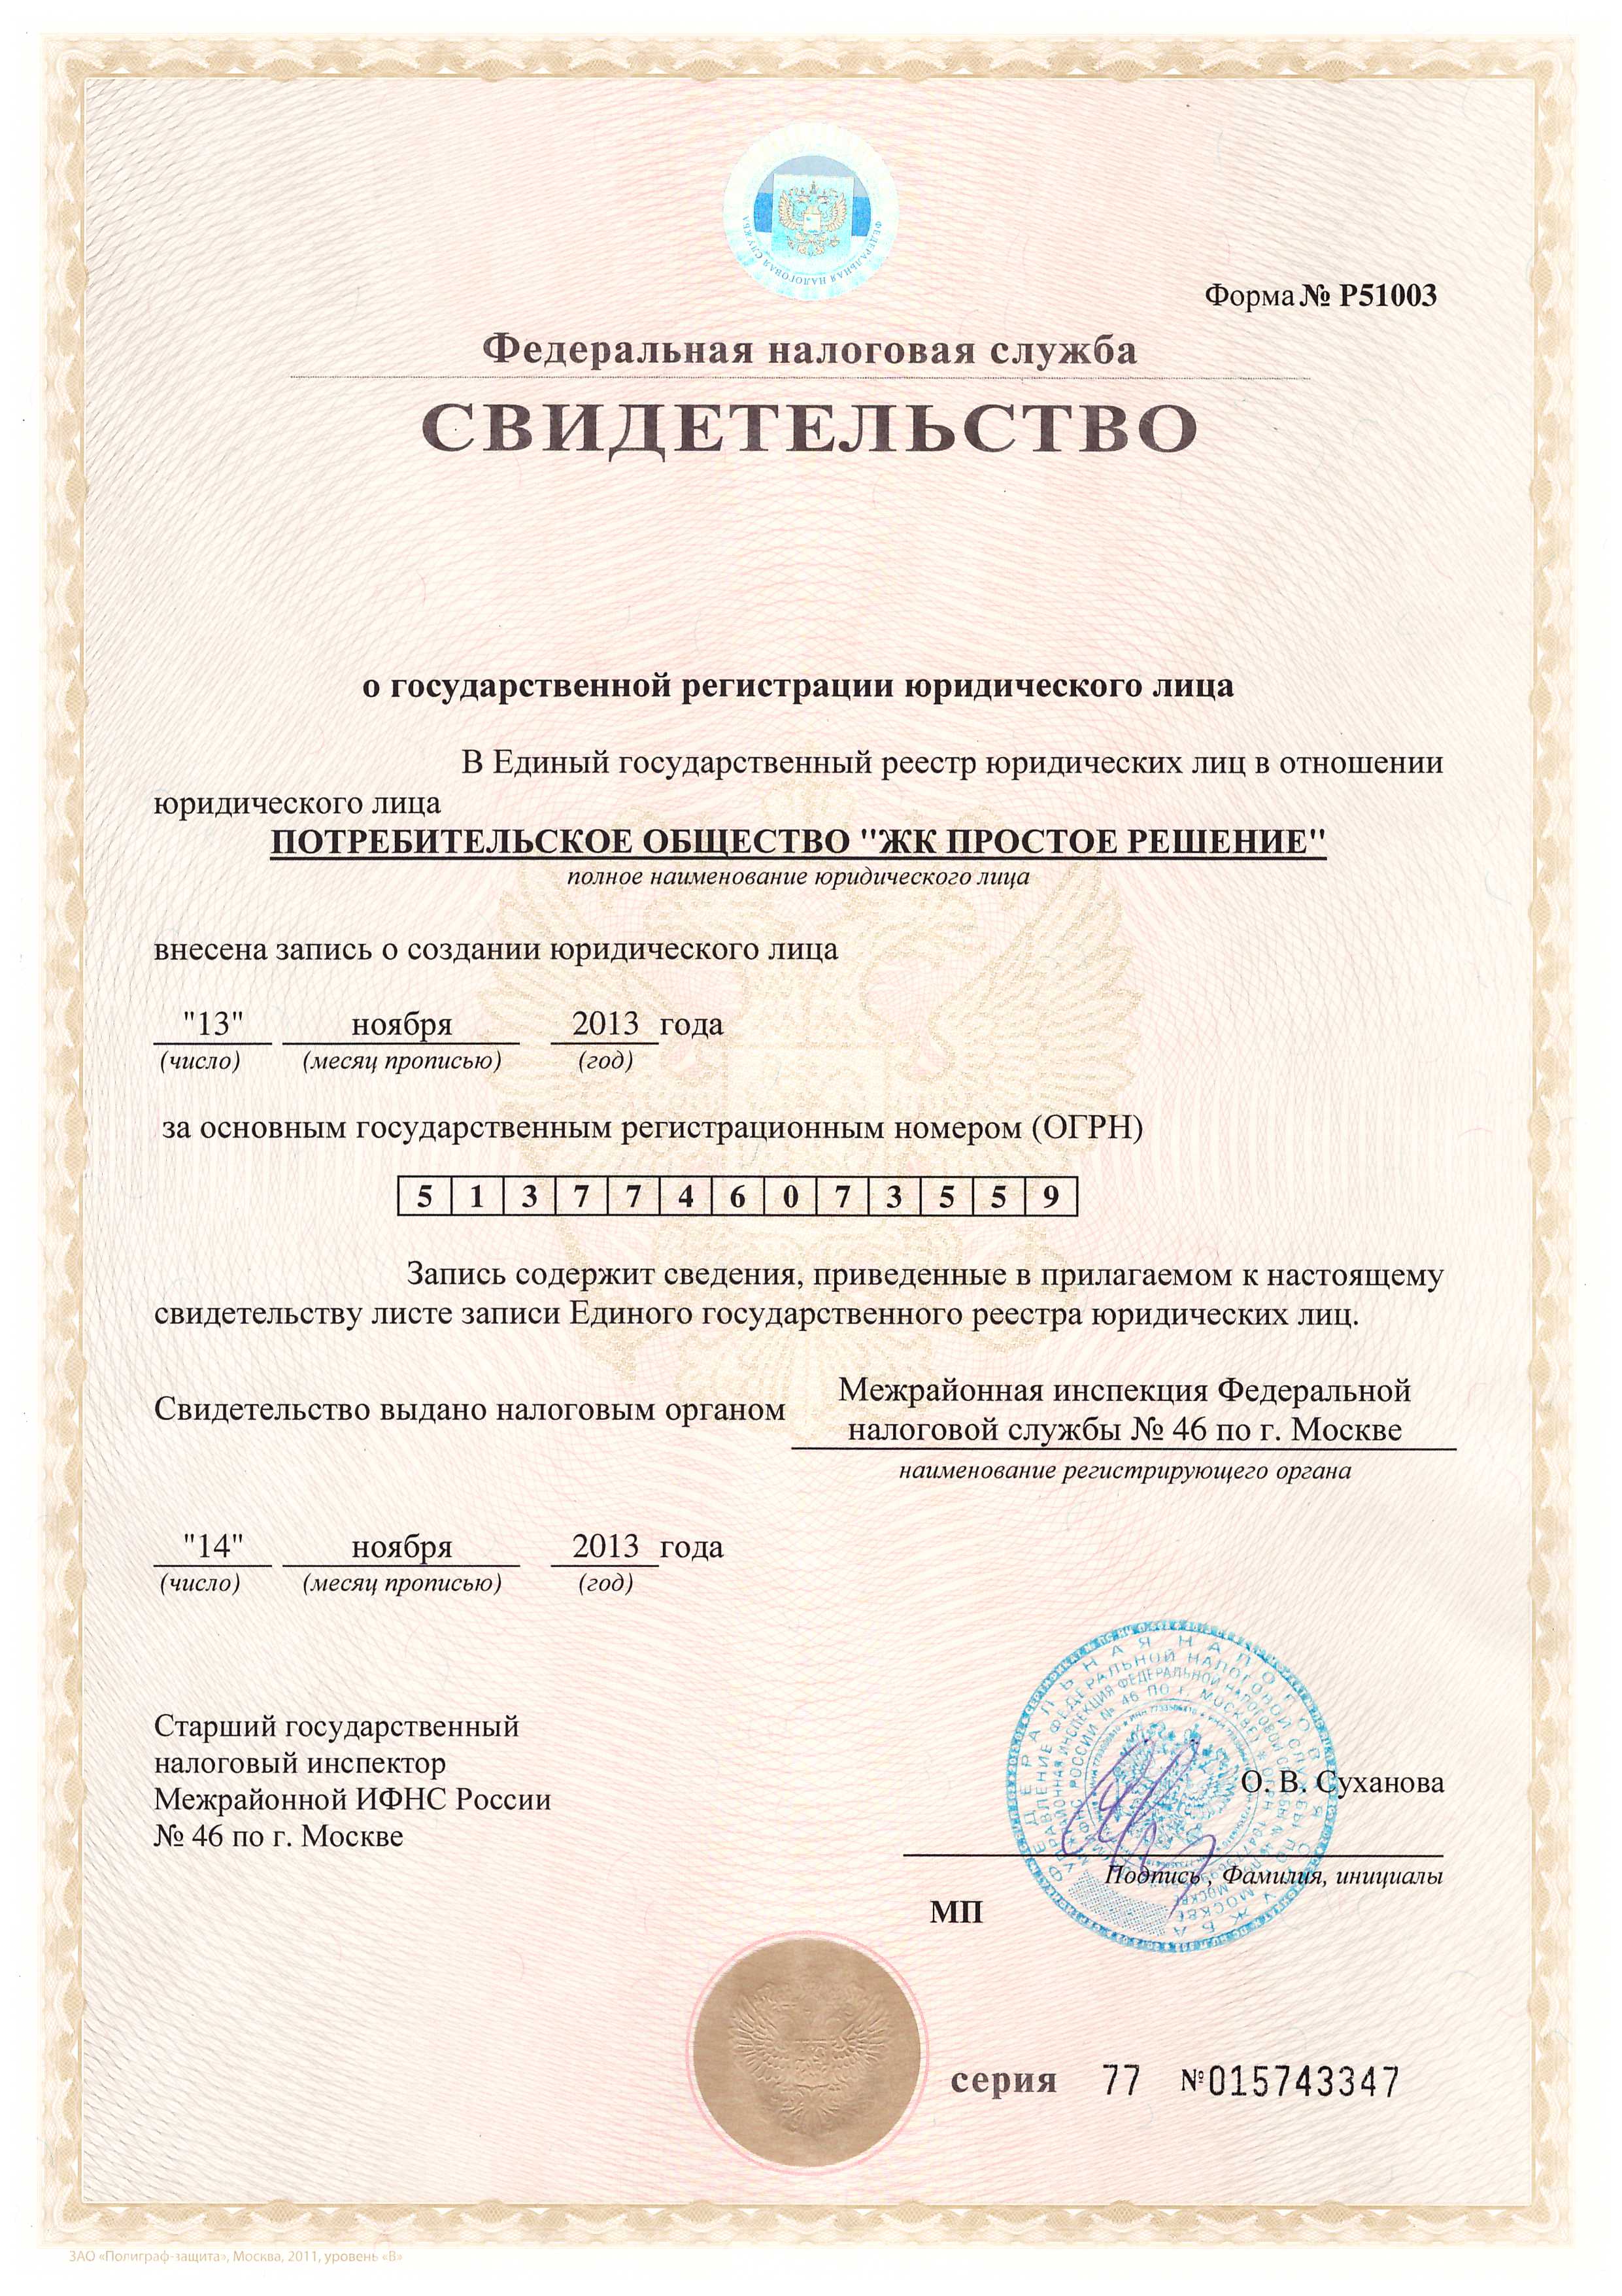 ФЕДЕРАЛЬНАЯ НАЛОГОВАЯ СЛУЖБА
Форма № Р51003
Федеральная налоговая служба
СВИДЕТЕЛЬСТВО
о государственной регистрации юридического лица
В Единый государственный реестр юридических лиц в отношении
юридического лица
ПОТРЕБИТЕЛЬСКОЕ ОБЩЕСТВО "ЖК ПРОСТОЕ РЕШЕНИЕ"
полное наименование юридического лица
внесена запись о создании юридического лица
"13" ноября 2013 года
(число) (месяц прописью) (год)
за основным государственным регистрационным номером (ОГРН)
5 1 3 7 7 4 6 0 7 3 5 5 9
Запись содержит сведения, приведенные в прилагаемом к настоящему
свидетельству листе записи Единого государственного реестра юридических лиц.
Свидетельство выдано налоговым органом
Межрайонная инспекция Федеральной
налоговой службы № 46 по г. Москве
наименование регистрирующего органа
"14" ноября 2013 года
(число) (месяц прописью) (год)
Старший государственный
налоговый инспектор
Межрайонной ИФНС России
№ 46 по г. Москве
О. В. Суханова
Подпись , Фамилия, инициалы
МП
ФЕДЕРАЛЬНАЯ НАЛОГОВАЯ СЛУЖБА
серия 77 №015743347
ЗАО «Полиграф-защита», Москва, 2011, уровень «В»